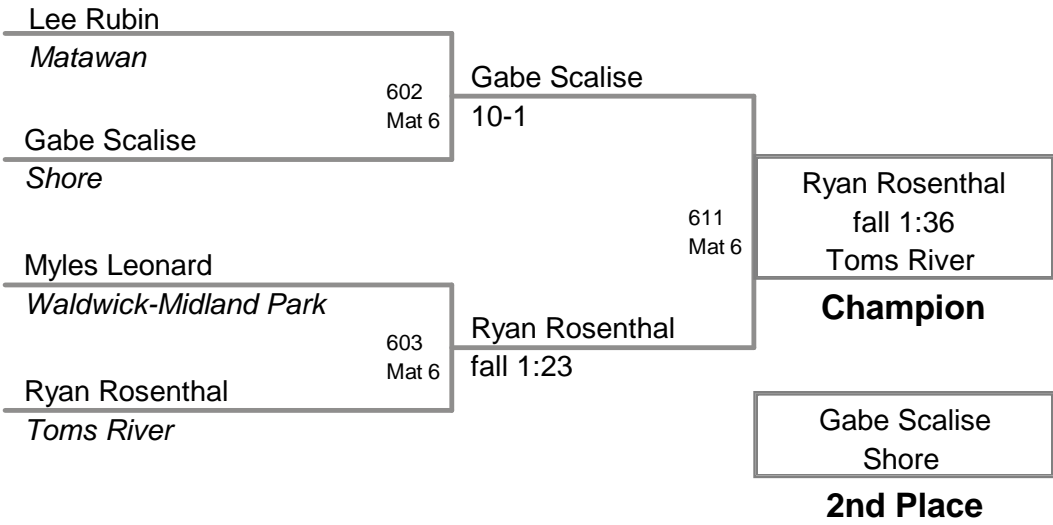 Lee Rubin
Matawan
602
Mat 6
Gabe Scalise
10-1
Gabe Scalise
Shore
Myles Leonard
Waldwick-Midland Park
603
Mat 6
Ryan Rosenthal
fall 1:23
Ryan Rosenthal
Toms River
611
Mat 6
Ryan Rosenthal
fall 1:36
Toms River
Champion
Gabe Scalise
Shore
2nd Place